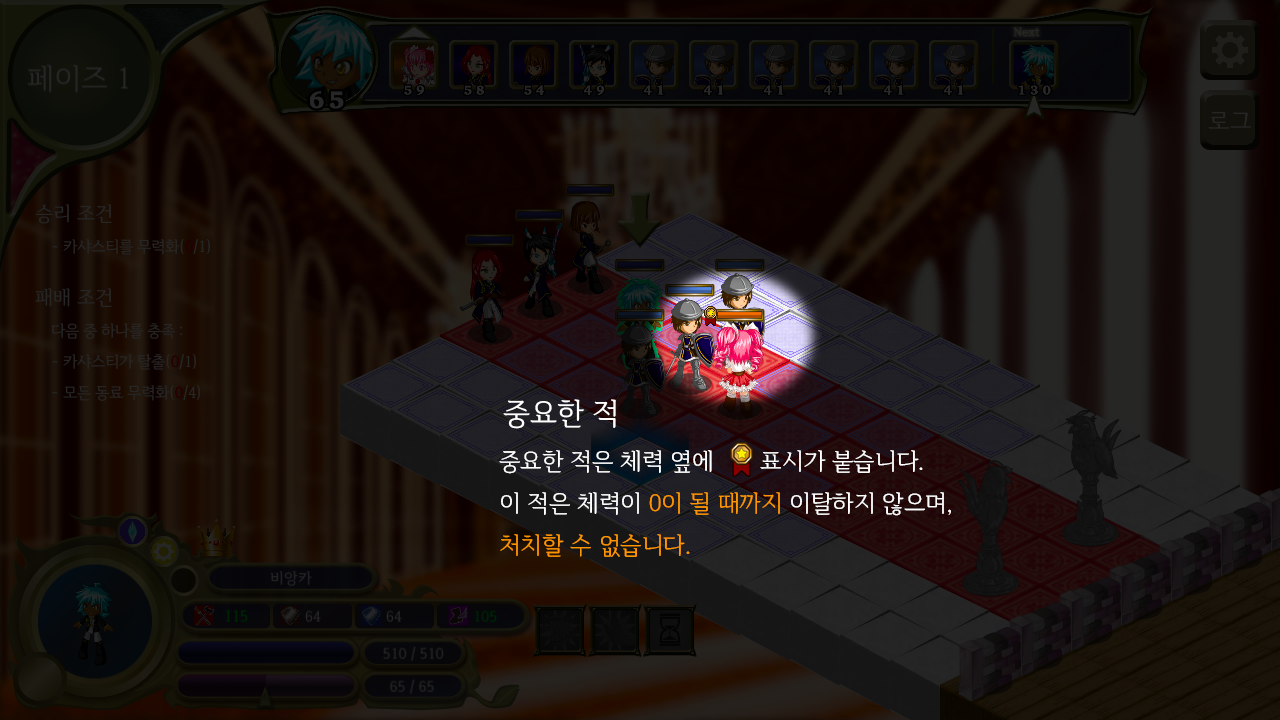 페이즈 1
65
59 58 54 49 41 41 41 41 41 41
Next
130
로그
승리 조건
- 카사스티를 무력화( /1)
패배 조건
다음 중 하나를 충족 :
- 카사스티가 탈출(0/1)
- 모든 동료 무력화(0/4)
중요한 적
중요한 적은 체력 옆에 표시가 붙습니다.
이 적은 체력이 0이 될 때까지 이탈하지 않으며,
처치할 수 없습니다.
비앙카
115 64 64 105
510 / 510
65 / 65